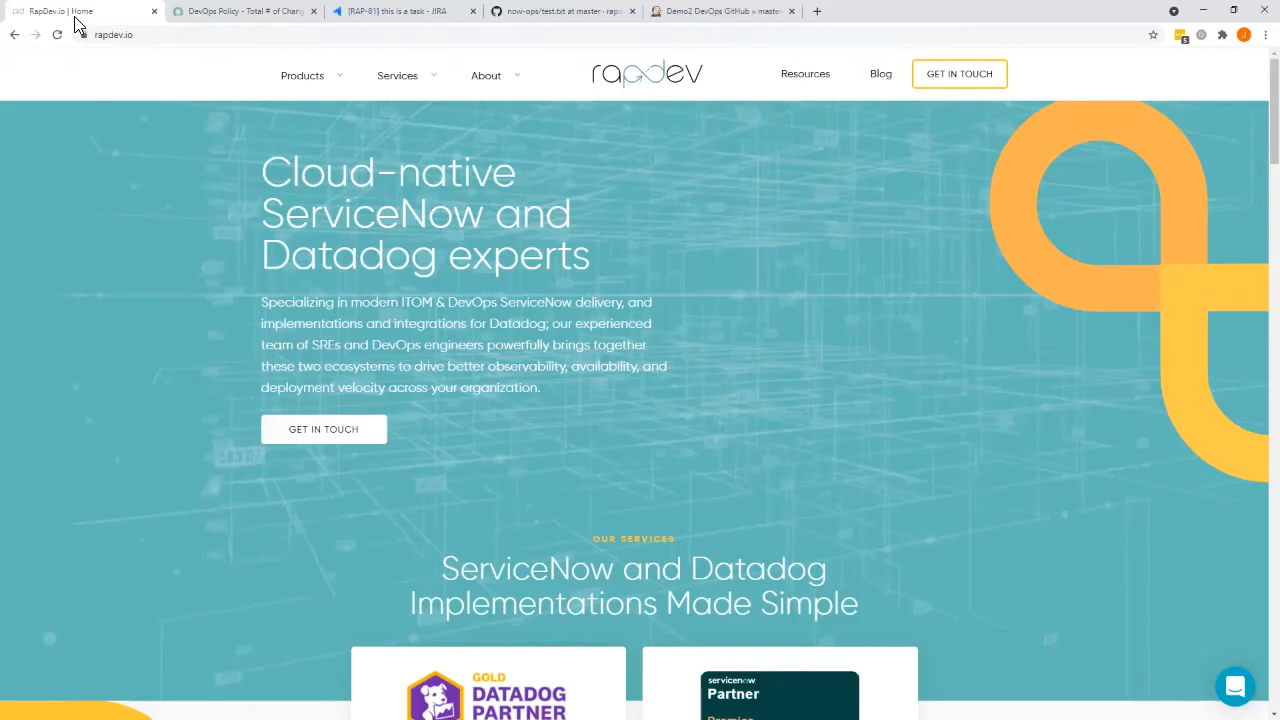 RapDev.io | Home
DevOps Policy - Total # of Chang
[RAP-81] this is a task - JIRA
now-ops/test at master · rapd
Demo2 DevOps GitHub » master
rapdev.io
Products
Services
About
rapdev
Resources
Blog
GET IN TOUCH
Cloud-native
ServiceNow and
Datadog experts
Specializing in modern ITOM & DevOps ServiceNow delivery, and
implementations and integrations for Datadog; our experienced
team of SREs and DevOps engineers powerfully brings together
these two ecosystems to drive better observability, availability, and
deployment velocity across your organization.
GET IN TOUCH
OUR SERVICES
ServiceNow and Datadog
Implementations Made Simple
GOLD
DATADOG
PARTNER
servicenow
Partner